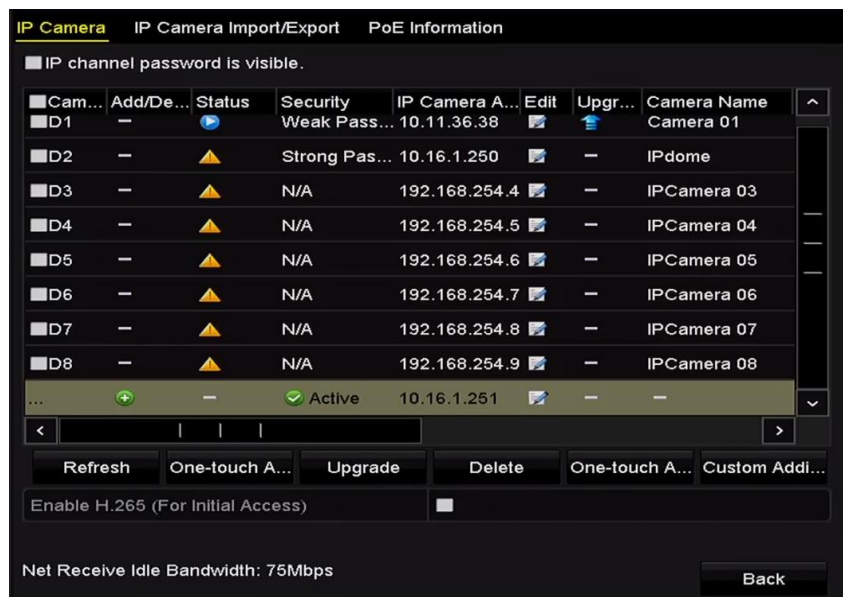 IP Camera IP Camera Import/Export PoE Information
IP channel password is visible.
Cam... Add/De... Status Security IP Camera A... Edit Upgr... Camera Name
D1 – Weak Pass... 10.11.36.38 Camera 01
D2 – Strong Pas... 10.16.1.250 – IPdome
D3 – N/A 192.168.254.4 – IPCamera 03
D4 – N/A 192.168.254.5 – IPCamera 04
D5 – N/A 192.168.254.6 – IPCamera 05
D6 – N/A 192.168.254.7 – IPCamera 06
D7 – N/A 192.168.254.8 – IPCamera 07
D8 – N/A 192.168.254.9 – IPCamera 08
... – Active 10.16.1.251 – –
Refresh One-touch A... Upgrade Delete One-touch A... Custom Addi...
Enable H.265 (For Initial Access)
Net Receive Idle Bandwidth: 75Mbps
Back